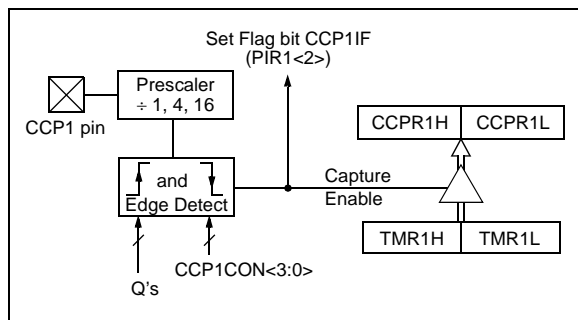 Set Flag bit CCP1IF
(PIR1<2>)
Prescaler
÷ 1, 4, 16
CCP1 pin
CCPR1H CCPR1L
and
Edge Detect
Capture
Enable
TMR1H TMR1L
CCP1CON<3:0>
Q's